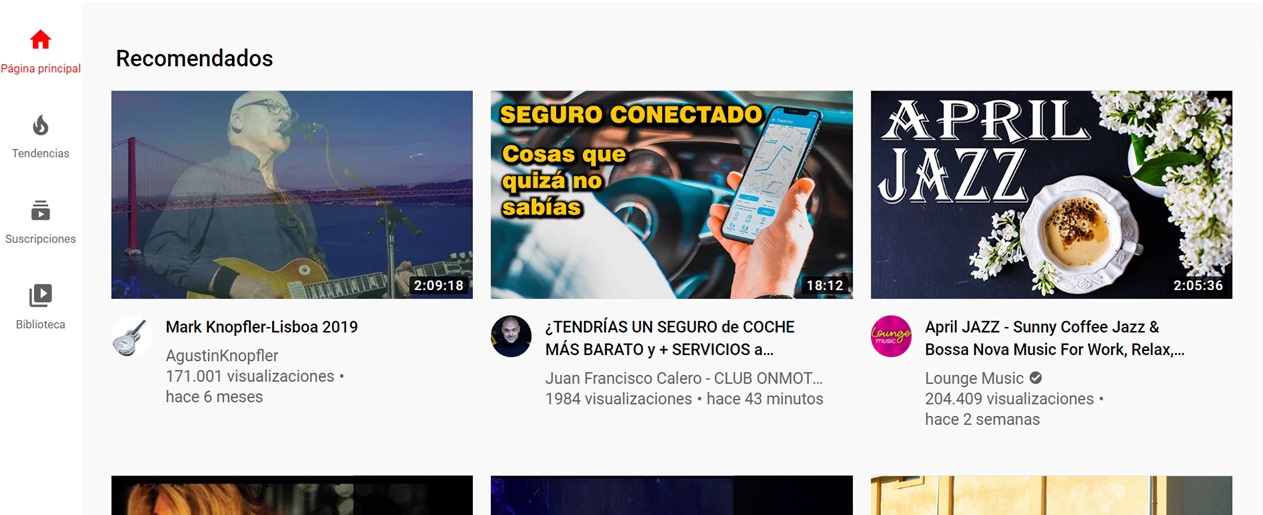 Página principal
Tendencias
Suscripciones
Biblioteca
Recomendados
2:09:18
Mark Knopfler-Lisboa 2019
AgustinKnopfler
171.001 visualizaciones •
hace 6 meses
SEGURO CONECTADO
Cosas que
quizá no
sabías
18:12
¿TENDRÍAS UN SEGURO de COCHE
MÁS BARATO y + SERVICIOS a...
Juan Francisco Calero - CLUB ONMOT...
1984 visualizaciones • hace 43 minutos
APRIL
JAZZ
2:05:36
Lounge
MUSIC
April JAZZ - Sunny Coffee Jazz &
Bossa Nova Music For Work, Relax,...
Lounge Music
204.409 visualizaciones •
hace 2 semanas